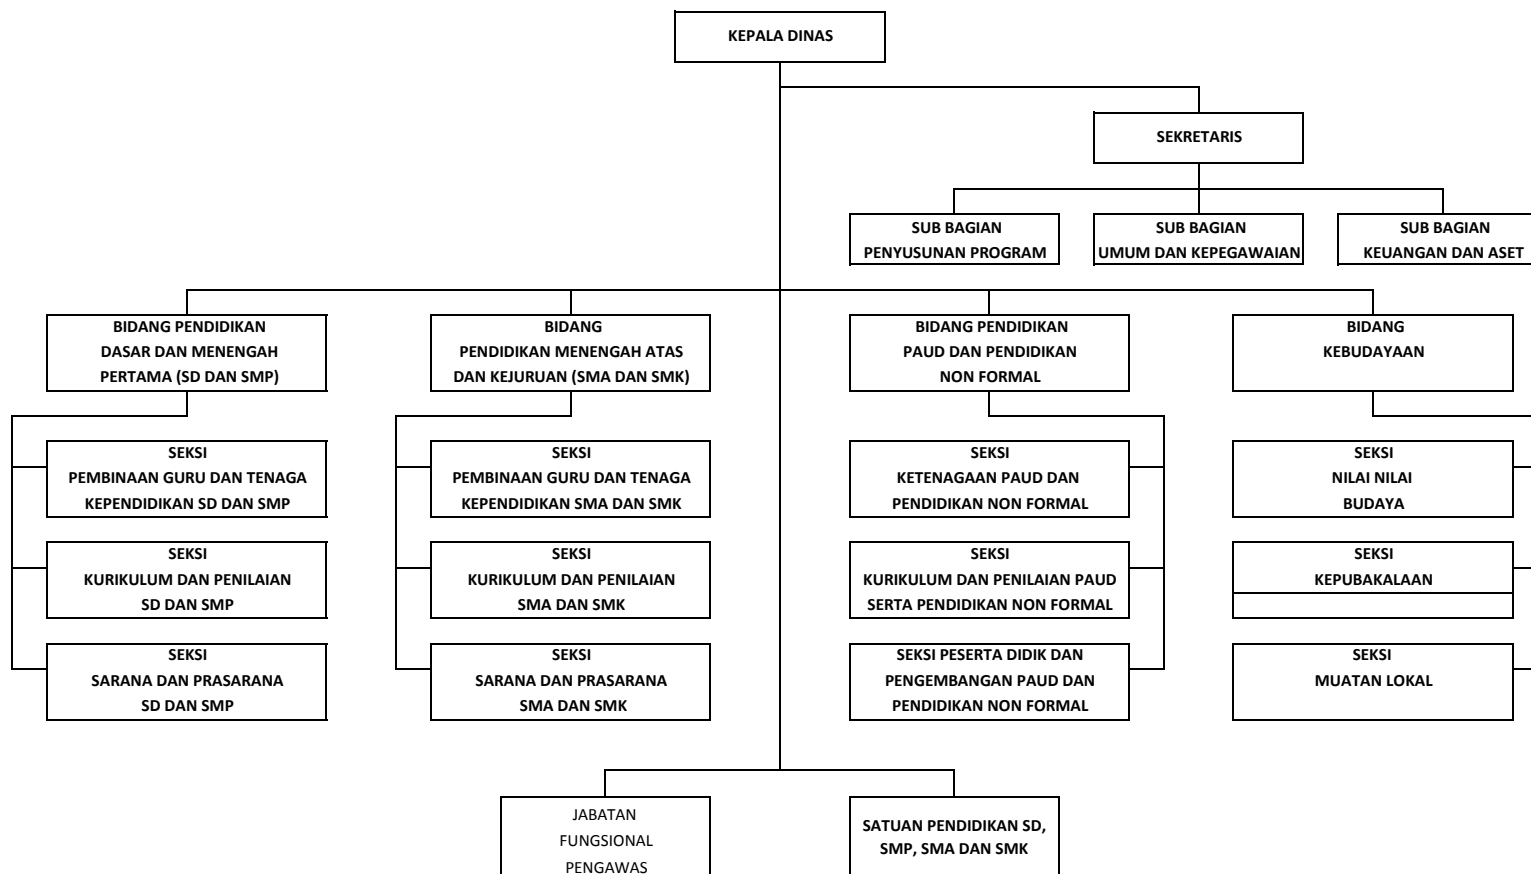 KEPALA DINAS
SEKRETARIS
SUB BAGIAN
PENYUSUNAN PROGRAM
SUB BAGIAN
UMUM DAN KEPEGAWAIAN
SUB BAGIAN
KEUANGAN DAN ASET
BIDANG PENDIDIKAN
DASAR DAN MENENGAH
PERTAMA (SD DAN SMP)
BIDANG
PENDIDIKAN MENENGAH ATAS
DAN KEJURUAN (SMA DAN SMK)
BIDANG PENDIDIKAN
PAUD DAN PENDIDIKAN
NON FORMAL
BIDANG
KEBUDAYAAN
SEKSI
PEMBINAAN GURU DAN TENAGA
KEPENDIDIKAN SD DAN SMP
SEKSI
PEMBINAAN GURU DAN TENAGA
KEPENDIDIKAN SMA DAN SMK
SEKSI
KETENAGAAN PAUD DAN
PENDIDIKAN NON FORMAL
SEKSI
NILAI NILAI
BUDAYA
SEKSI
KURIKULUM DAN PENILAIAN
SD DAN SMP
SEKSI
KURIKULUM DAN PENILAIAN
SMA DAN SMK
SEKSI
KURIKULUM DAN PENILAIAN PAUD
SERTA PENDIDIKAN NON FORMAL
SEKSI
KEPUBAKALAAN
SEKSI
SARANA DAN PRASARANA
SD DAN SMP
SEKSI
SARANA DAN PRASARANA
SMA DAN SMK
SEKSI PESERTA DIDIK DAN
PENGEMBANGAN PAUD DAN
PENDIDIKAN NON FORMAL
SEKSI
MUATAN LOKAL
JABATAN
FUNGSIONAL
PENGAWAS
SATUAN PENDIDIKAN SD,
SMP, SMA DAN SMK